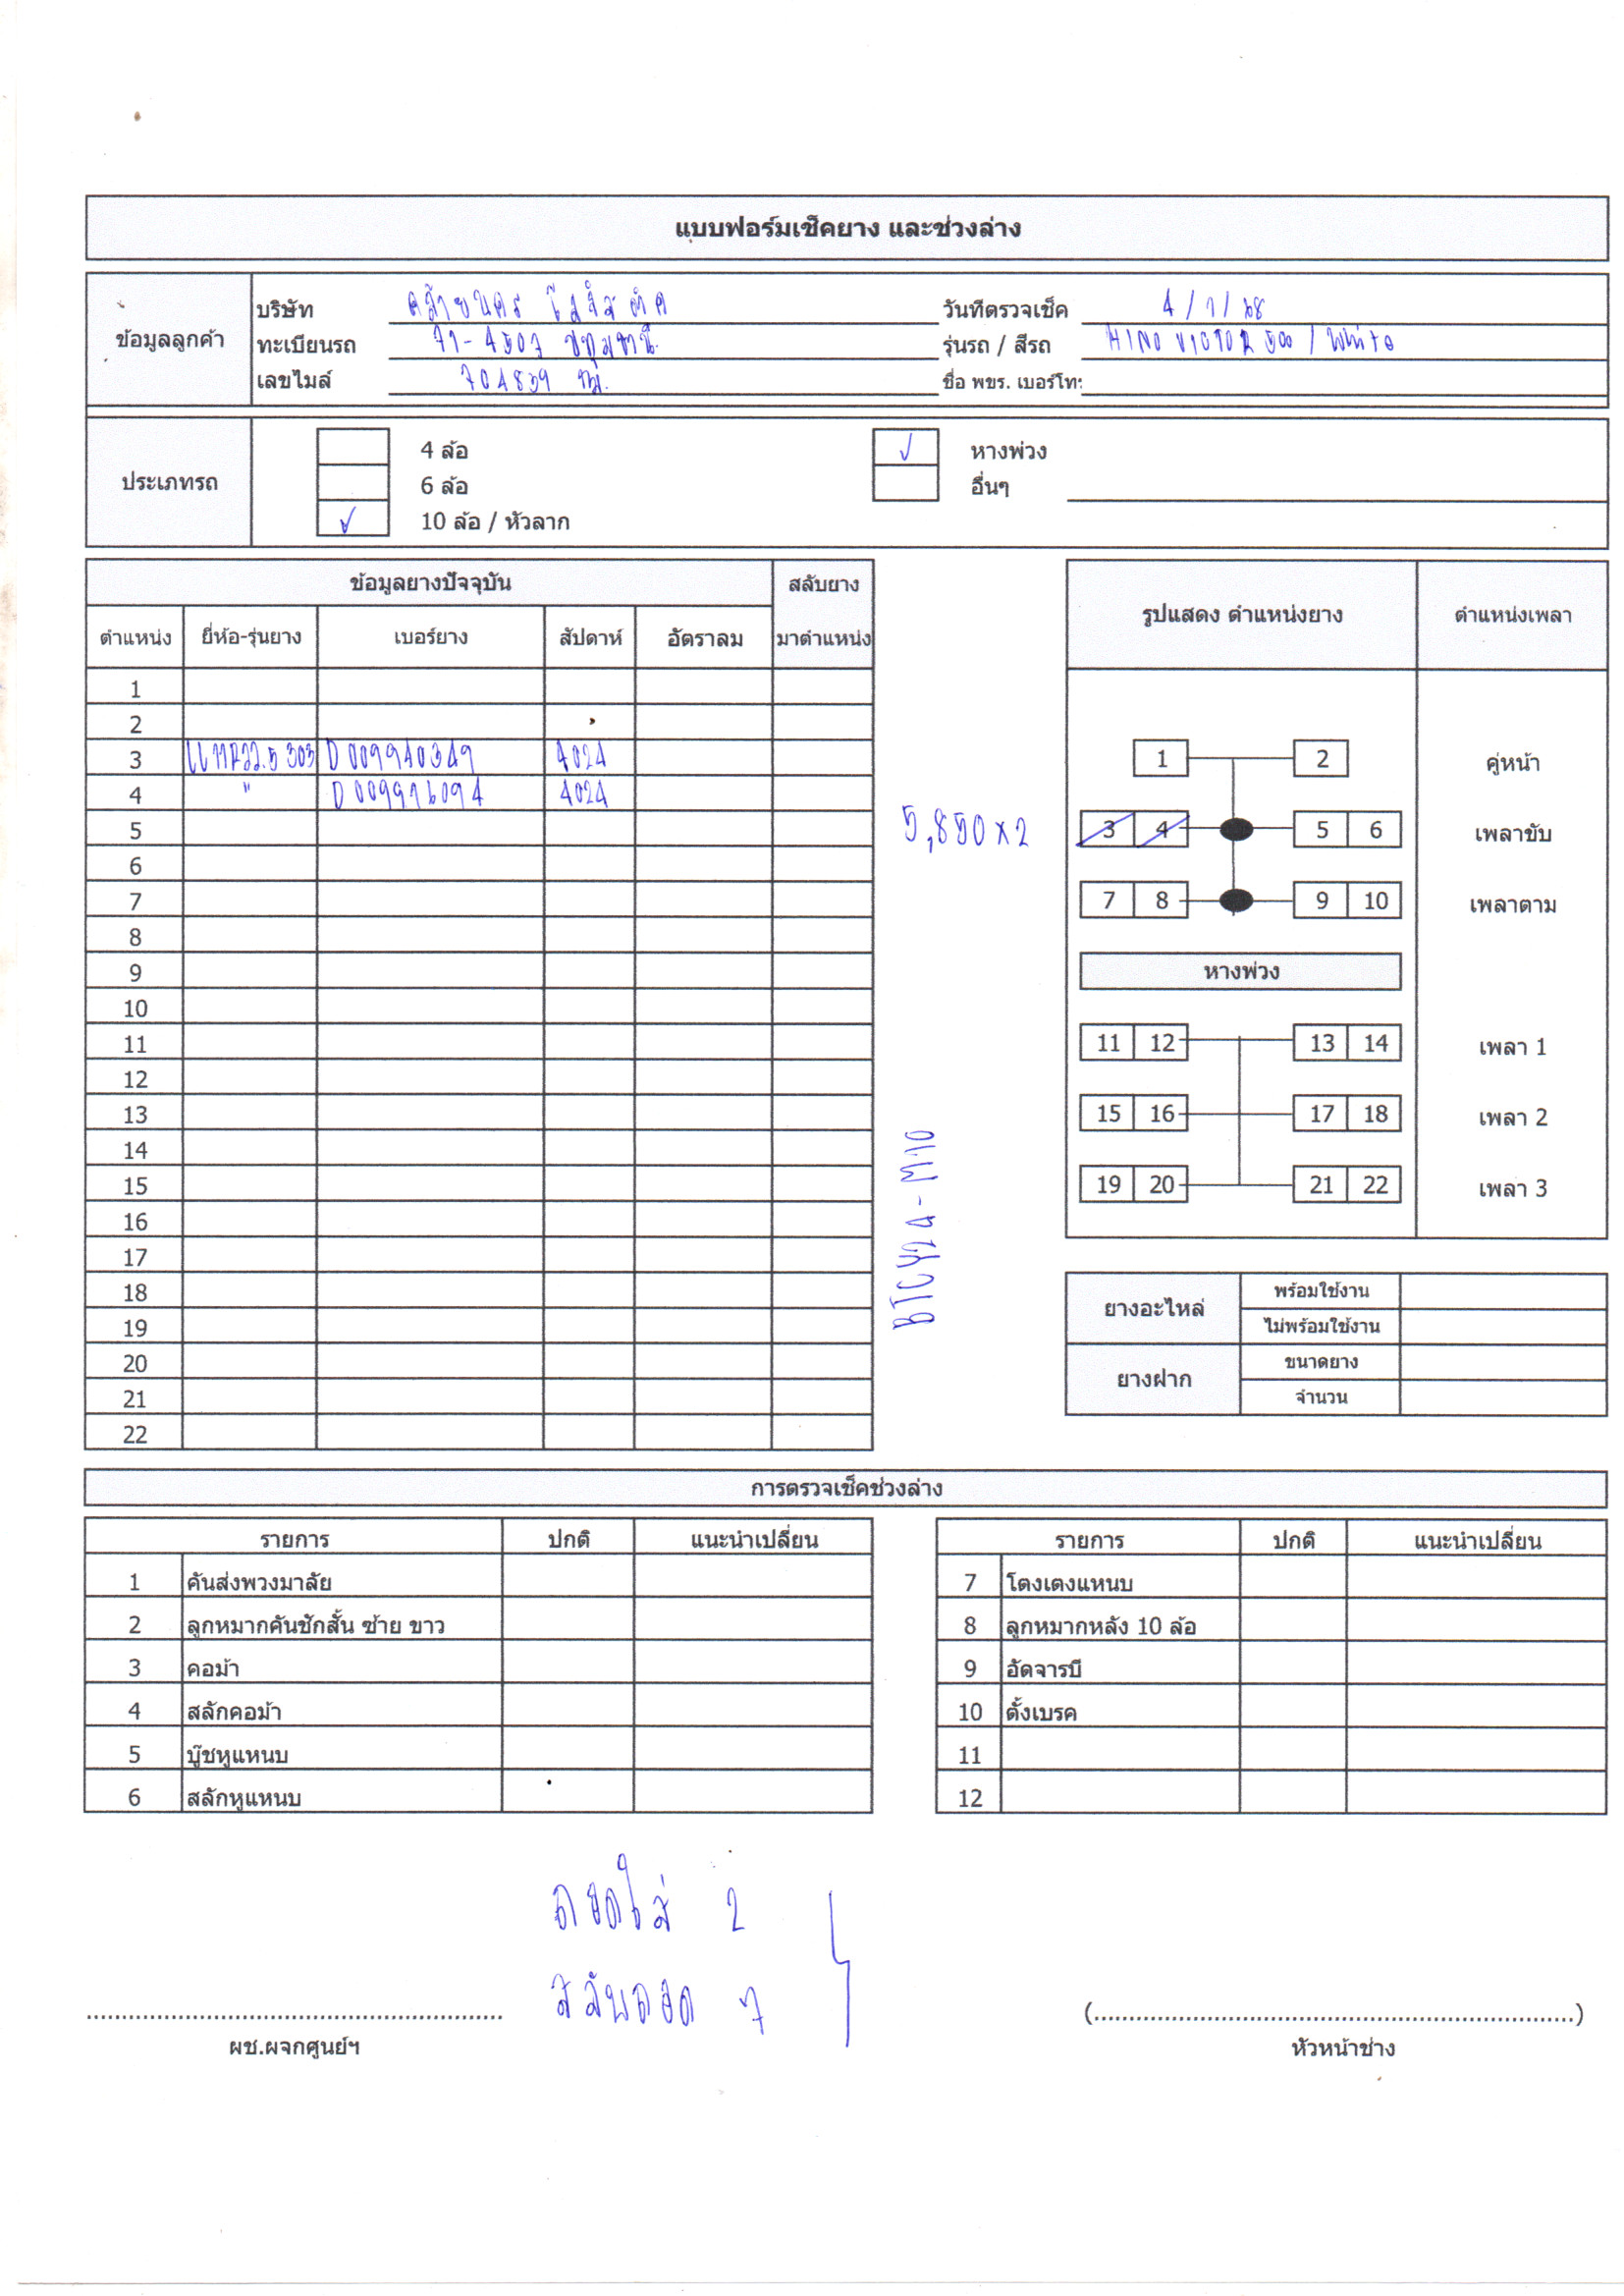 แบบฟอร์มเช็คยาง และช่วงล่าง
ข้อมูลลูกค้า
บริษัท คล้ายนคร โลจิสติค วันที่ตรวจเช็ค 4/1/68
ทะเบียนรถ 71-4507 ปทุมธานี รุ่นรถ / สีรถ HINO VICTOR 500 / White
เลขไมล์ 704839 กม. ชื่อ พขร. เบอร์โทร
ประเภทรถ
4 ล้อ ✓ หางพ่วง
6 ล้อ อื่นๆ
✓ 10 ล้อ / หัวลาก
ข้อมูลยางปัจจุบัน สลับยาง
ตำแหน่ง ยี่ห้อ-รุ่นยาง เบอร์ยาง สัปดาห์ อัตราลม มาตำแหน่ง
1
2
3 11R22.5 303 D009940349 4024
4 " D009976094 4024
5
6
7
8
9
10
11
12
13
14
15
16
17
18
19
20
21
22
5,850x2
รูปแสดง ตำแหน่งยาง ตำแหน่งเพลา
1 2 คู่หน้า
3 4 5 6 เพลาขับ
7 8 9 10 เพลาตาม
หางพ่วง
11 12 13 14 เพลา 1
15 16 17 18 เพลา 2
19 20 21 22 เพลา 3
ยางอะไหล่ พร้อมใช้งาน
ไม่พร้อมใช้งาน
ยางฝาก ขนาดยาง
จำนวน
การตรวจเช็คช่วงล่าง
รายการ ปกติ แนะนำเปลี่ยน รายการ ปกติ แนะนำเปลี่ยน
1 คันส่งพวงมาลัย 7 โตงเตงแหนบ
2 ลูกหมากคันชักสั้น ซ้าย ขาว 8 ลูกหมากหลัง 10 ล้อ
3 คอม้า 9 อัดจารบี
4 สลักคอม้า 10 ตั้งเบรค
5 บู๊ชหูแหนบ 11
6 สลักหูแหนบ 12
ถอดใส่ 2
สลับถอด 7
(..............................)
ผช.ผจกศูนย์ฯ หัวหน้าช่าง